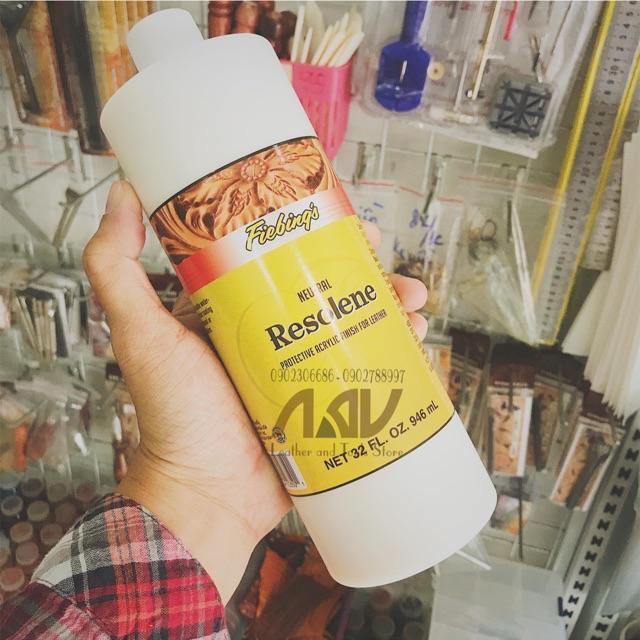 Fiebing's
NEUTRAL
Resolene
PROTECTIVE ACRYLIC FINISH FOR LEATHER
0902306686 - 0902788997
Leather and Tools Store
NET 32 FL. OZ. 946 mL